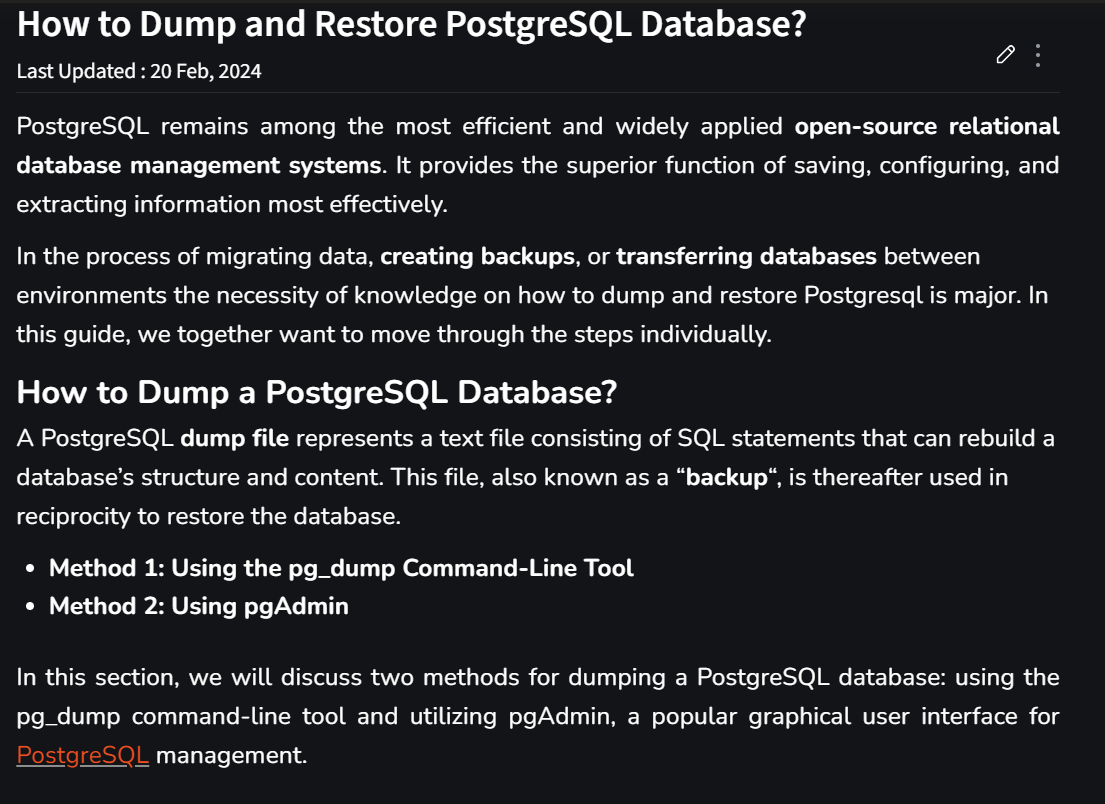 How to Dump and Restore PostgreSQL Database?
Last Updated : 20 Feb, 2024
PostgreSQL remains among the most efficient and widely applied open-source relational
database management systems. It provides the superior function of saving, configuring, and
extracting information most effectively.
In the process of migrating data, creating backups, or transferring databases between
environments the necessity of knowledge on how to dump and restore Postgresql is major. In
this guide, we together want to move through the steps individually.
How to Dump a PostgreSQL Database?
A PostgreSQL dump file represents a text file consisting of SQL statements that can rebuild a
database’s structure and content. This file, also known as a “backup“, is thereafter used in
reciprocity to restore the database.
• Method 1: Using the pg_dump Command-Line Tool
• Method 2: Using pgAdmin
In this section, we will discuss two methods for dumping a PostgreSQL database: using the
pg_dump command-line tool and utilizing pgAdmin, a popular graphical user interface for
PostgreSQL management.